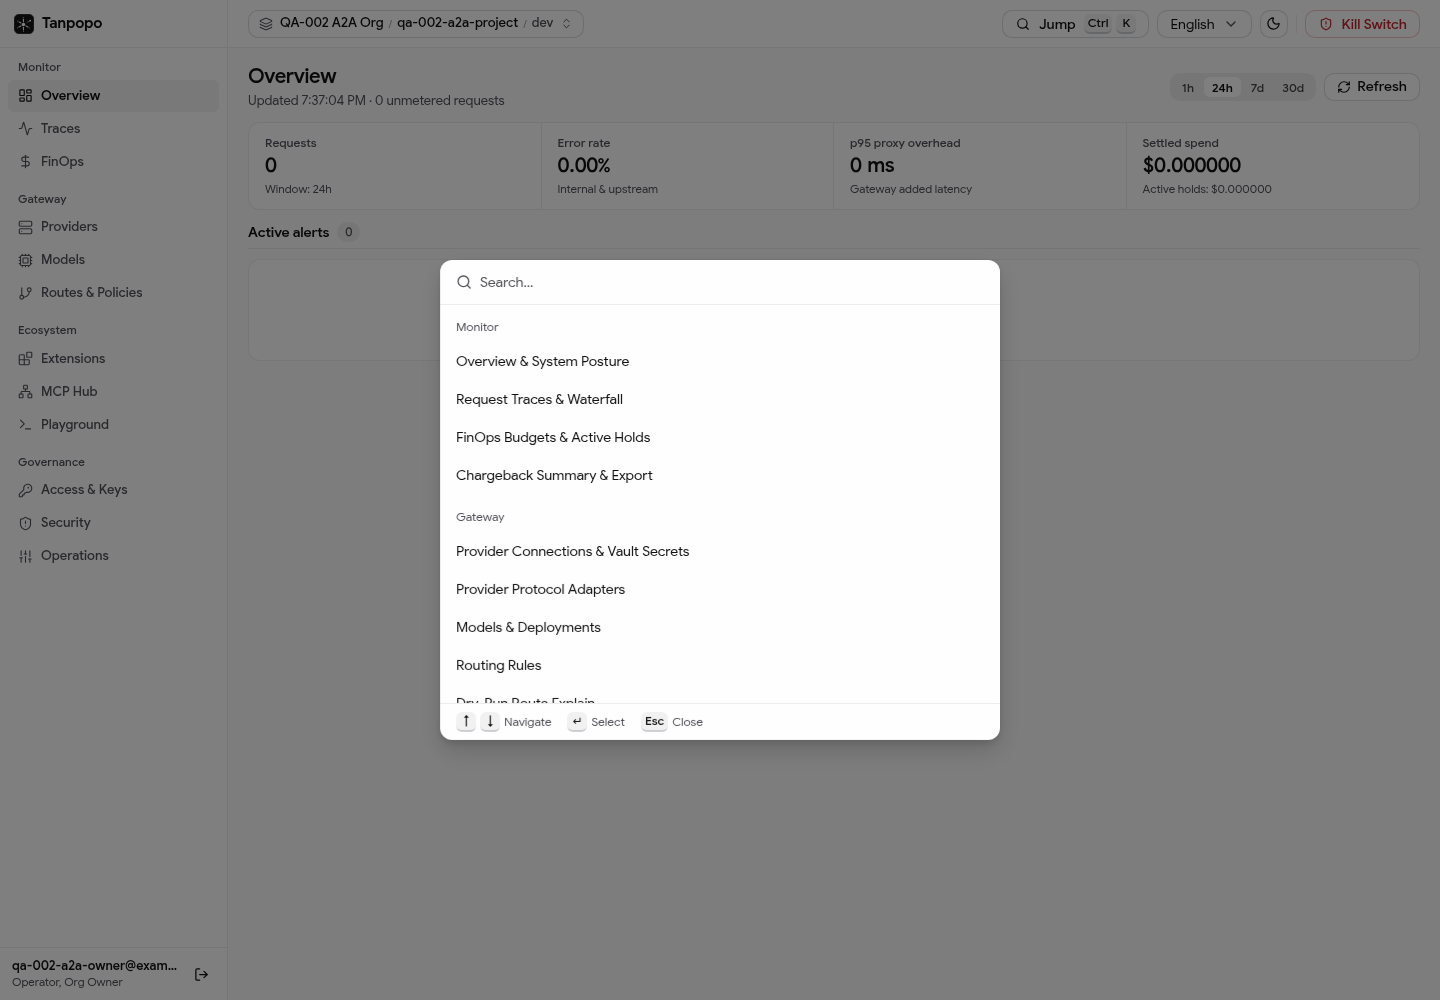 Tanpopo
QA-002 A2A Org / qa-002-a2a-project / dev
Jump Ctrl K
English
Kill Switch
Monitor
Overview
Traces
FinOps
Gateway
Providers
Models
Routes & Policies
Ecosystem
Extensions
MCP Hub
Playground
Governance
Access & Keys
Security
Operations
qa-002-a2a-owner@exam...
Operator, Org Owner
Overview
Updated 7:37:04 PM · 0 unmetered requests
1h 24h 7d 30d
Refresh
Requests
0
Window: 24h
Error rate
0.00%
Internal & upstream
p95 proxy overhead
0 ms
Gateway added latency
Settled spend
$0.000000
Active holds: $0.000000
Active alerts 0
Search...
Monitor
Overview & System Posture
Request Traces & Waterfall
FinOps Budgets & Active Holds
Chargeback Summary & Export
Gateway
Provider Connections & Vault Secrets
Provider Protocol Adapters
Models & Deployments
Routing Rules
Dry-Run Route Explain
↑ ↓ Navigate ↵ Select Esc Close